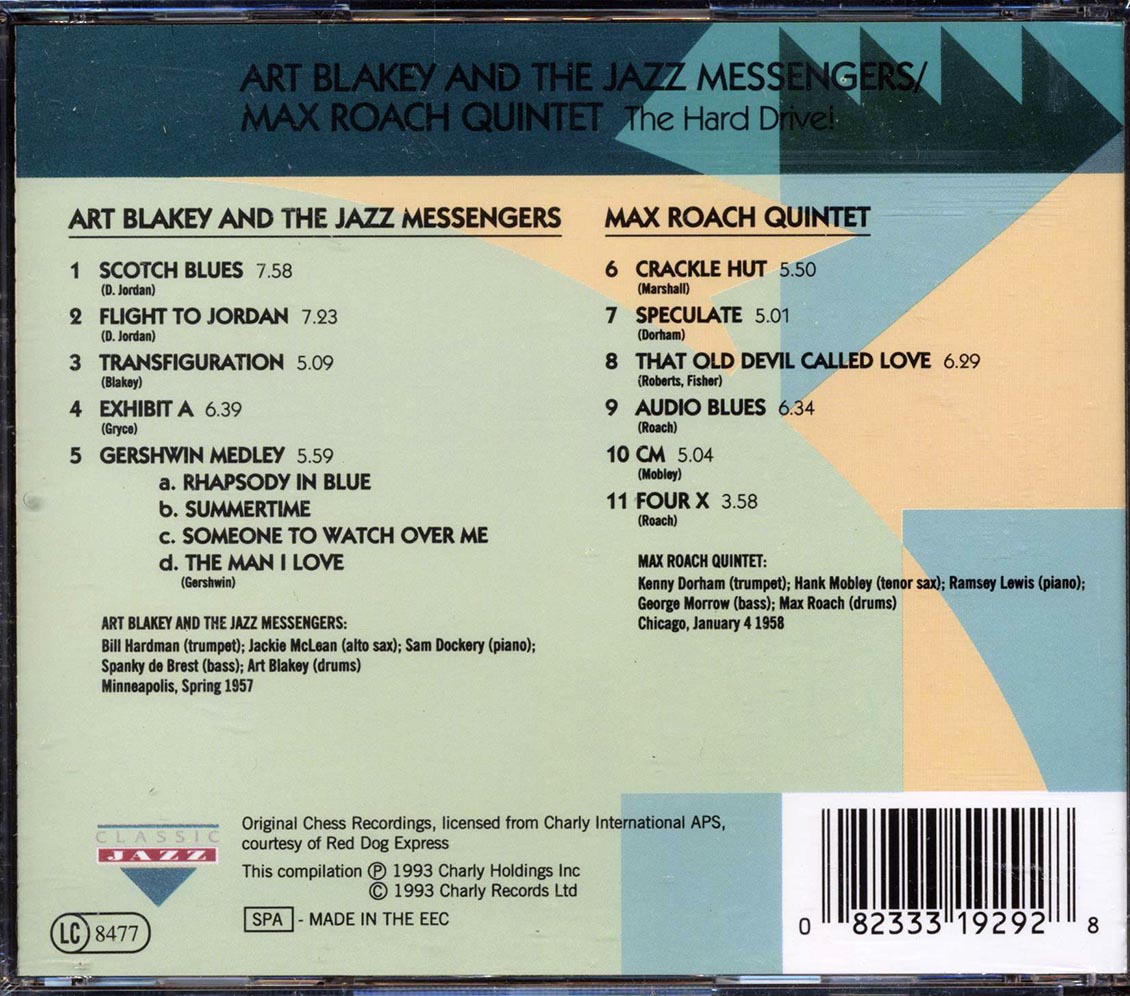 ART BLAKEY AND THE JAZZ MESSENGERS/
MAX ROACH QUINTET The Hard Drive!
ART BLAKEY AND THE JAZZ MESSENGERS
1 SCOTCH BLUES 7.58
(D. Jordan)
2 FLIGHT TO JORDAN 7.23
(D. Jordan)
3 TRANSFIGURATION 5.09
(Blakey)
4 EXHIBIT A 6.39
(Gryce)
5 GERSHWIN MEDLEY 5.59
a. RHAPSODY IN BLUE
b. SUMMERTIME
c. SOMEONE TO WATCH OVER ME
d. THE MAN I LOVE
(Gershwin)
ART BLAKEY AND THE JAZZ MESSENGERS:
Bill Hardman (trumpet); Jackie McLean (alto sax); Sam Dockery (piano);
Spanky de Brest (bass); Art Blakey (drums)
Minneapolis, Spring 1957
MAX ROACH QUINTET
6 CRACKLE HUT 5.50
(Marshall)
7 SPECULATE 5.01
(Dorham)
8 THAT OLD DEVIL CALLED LOVE 6.29
(Roberts, Fisher)
9 AUDIO BLUES 6.34
(Roach)
10 CM 5.04
(Mobley)
11 FOUR X 3.58
(Roach)
MAX ROACH QUINTET:
Kenny Dorham (trumpet); Hank Mobley (tenor sax); Ramsey Lewis (piano);
George Morrow (bass); Max Roach (drums)
Chicago, January 4 1958
CLASSIC
JAZZ
Original Chess Recordings, licensed from Charly International APS,
courtesy of Red Dog Express
This compilation Ⓟ 1993 Charly Holdings Inc
© 1993 Charly Records Ltd
SPA - MADE IN THE EEC
LC 8477
0 82333 19292 8